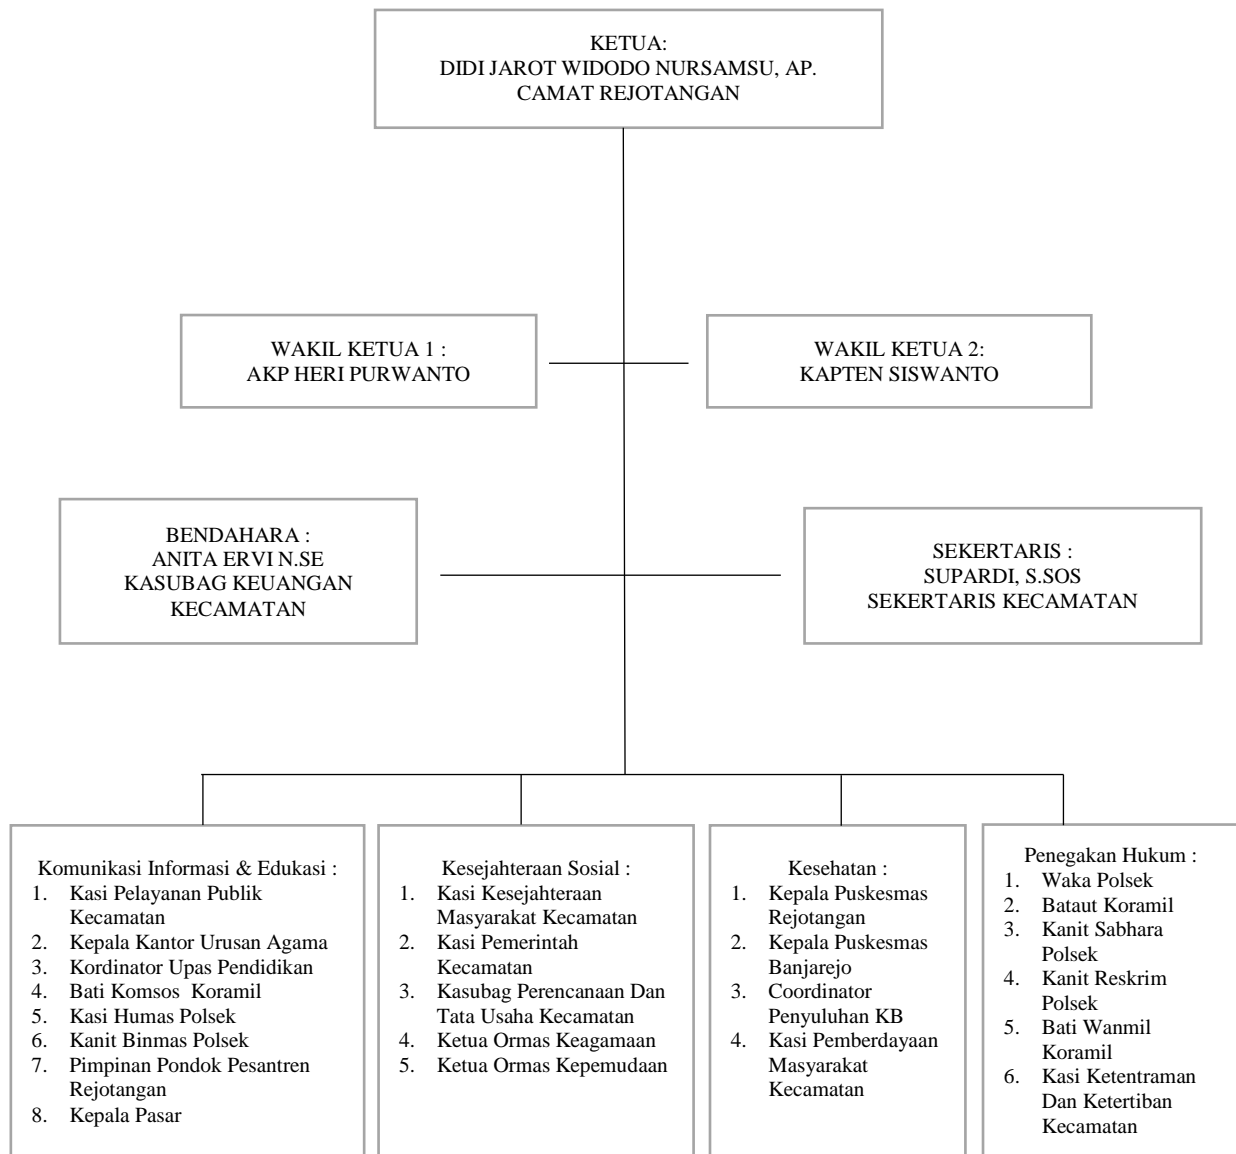 KETUA:
DIDI JAROT WIDODO NURSAMSU, AP.
CAMAT REJOTANGAN
WAKIL KETUA 1 :
AKP HERI PURWANTO
WAKIL KETUA 2:
KAPTEN SISWANTO
BENDAHARA :
ANITA ERVI N.SE
KASUBAG KEUANGAN
KECAMATAN
SEKERTARIS :
SUPARDI, S.SOS
SEKERTARIS KECAMATAN
Komunikasi Informasi & Edukasi :
1. Kasi Pelayanan Publik
Kecamatan
2. Kepala Kantor Urusan Agama
3. Kordinator Upas Pendidikan
4. Bati Komsos Koramil
5. Kasi Humas Polsek
6. Kanit Binmas Polsek
7. Pimpinan Pondok Pesantren
Rejotangan
8. Kepala Pasar
Kesejahteraan Sosial :
1. Kasi Kesejahteraan
Masyarakat Kecamatan
2. Kasi Pemerintah
Kecamatan
3. Kasubag Perencanaan Dan
Tata Usaha Kecamatan
4. Ketua Ormas Keagamaan
5. Ketua Ormas Kepemudaan
Kesehatan :
1. Kepala Puskesmas
Rejotangan
2. Kepala Puskesmas
Banjarejo
3. Coordinator
Penyuluhan KB
4. Kasi Pemberdayaan
Masyarakat
Kecamatan
Penegakan Hukum :
1. Waka Polsek
2. Bataut Koramil
3. Kanit Sabhara
Polsek
4. Kanit Reskrim
Polsek
5. Bati Wanmil
Koramil
6. Kasi Ketentraman
Dan Ketertiban
Kecamatan